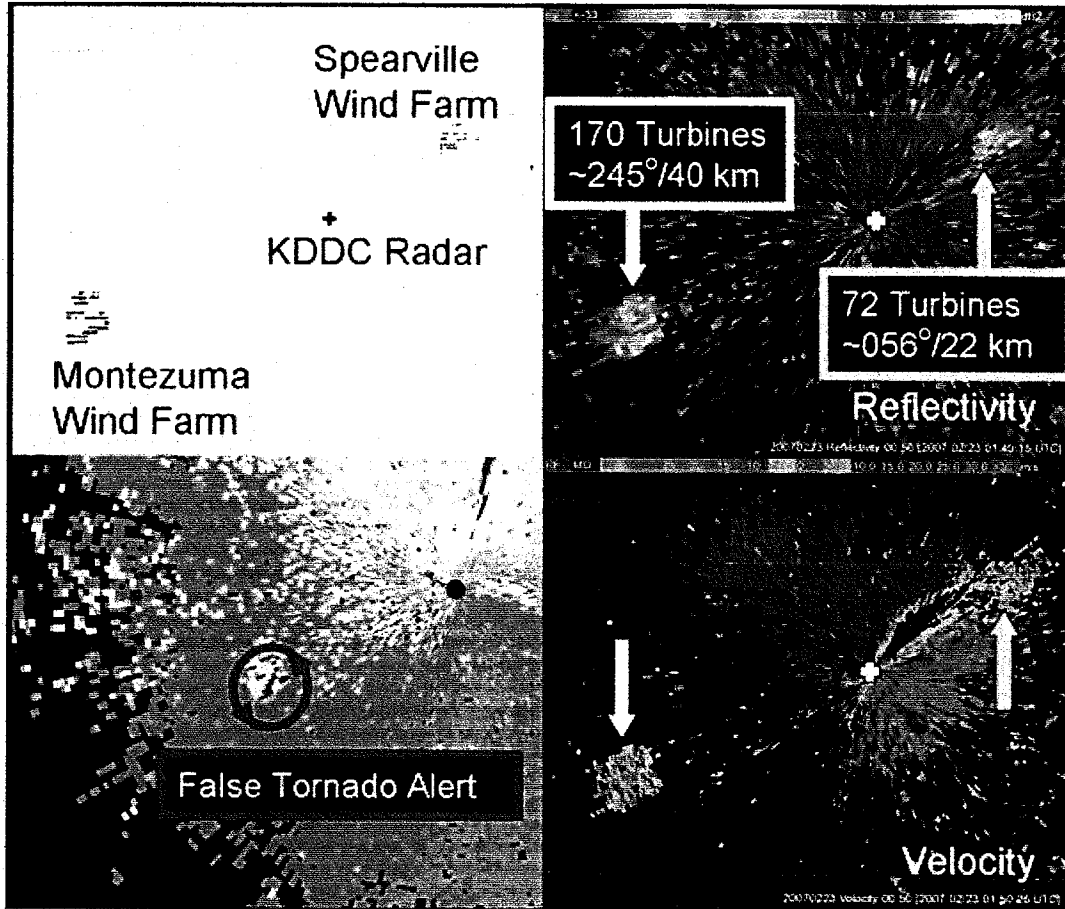 Spearville
Wind Farm
KDDC Radar
Montezuma
Wind Farm
170 Turbines
~245°/40 km
72 Turbines
~056°/22 km
Reflectivity
False Tornado Alert
Velocity